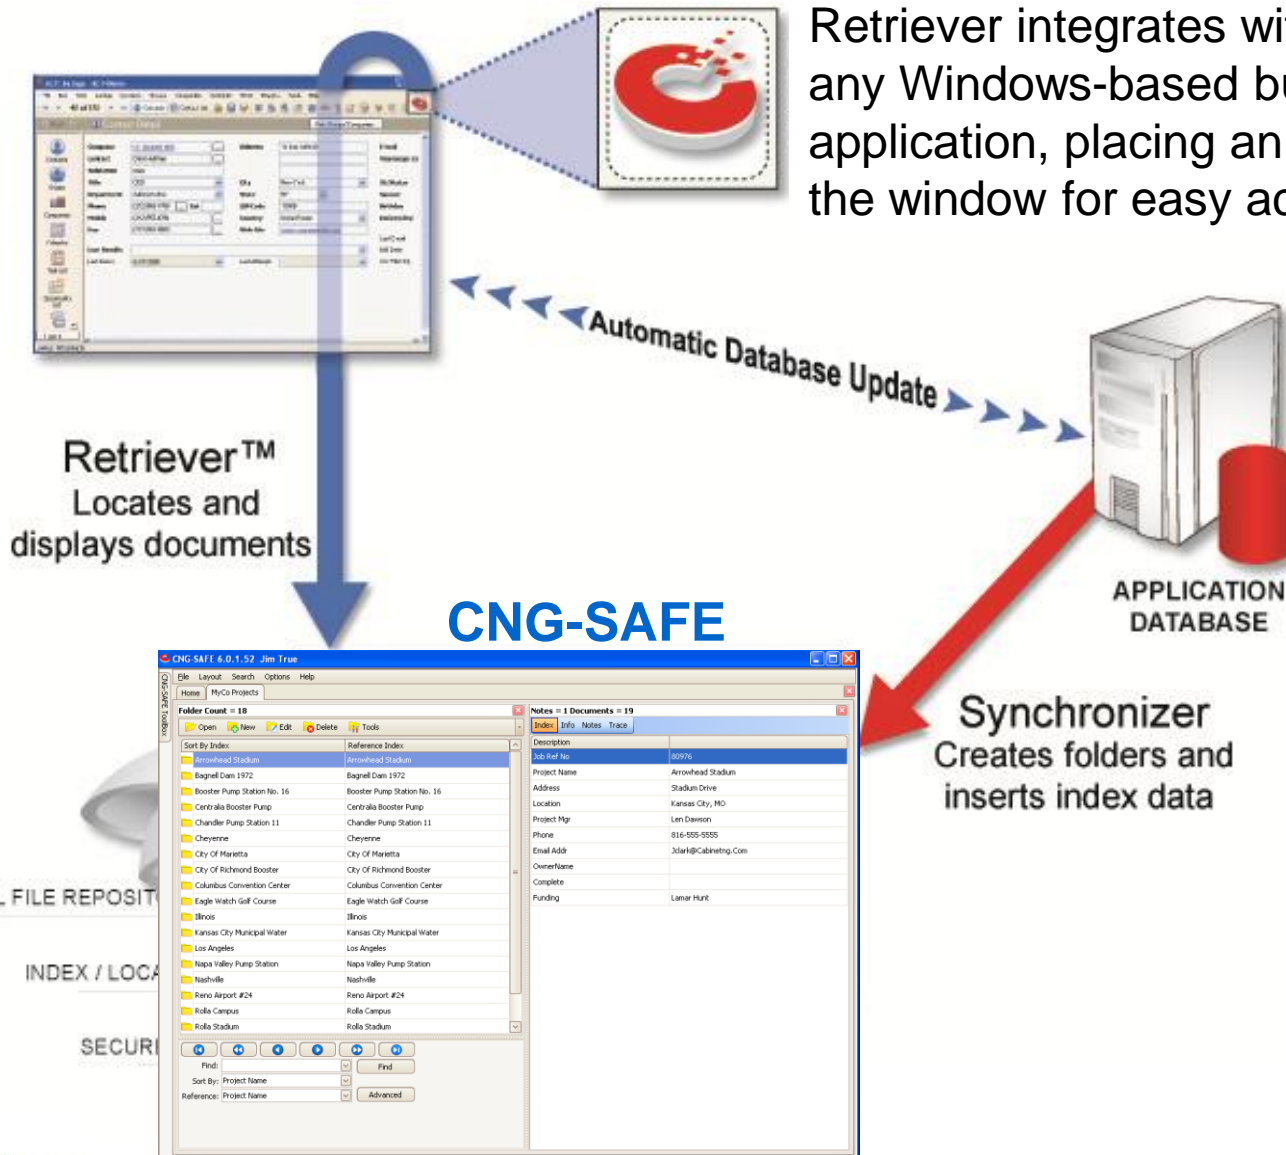 Retriever integrates wi
any Windows-based bu
application, placing an
the window for easy ac
Contact Detail
Automatic Database Update
Retriever™
Locates and
displays documents
APPLICATION
DATABASE
CNG-SAFE
Synchronizer
Creates folders and
inserts index data
CNG-SAFE 6.0.1.52 Jim True
CNG-SAFE Toolbox
File Layout Search Options Help
Home MyCo Projects
Folder Count = 18
Open New Edit Delete Tools
Sort By Index Reference Index
Arrowhead Stadium Arrowhead Stadium
Bagnell Dam 1972 Bagnell Dam 1972
Booster Pump Station No. 16 Booster Pump Station No. 16
Centralia Booster Pump Centralia Booster Pump
Chandler Pump Station 11 Chandler Pump Station 11
Cheyenne Cheyenne
City Of Marietta City Of Marietta
City Of Richmond Booster City Of Richmond Booster
Columbus Convention Center Columbus Convention Center
Eagle Watch Golf Course Eagle Watch Golf Course
Illinois Illinois
Kansas City Municipal Water Kansas City Municipal Water
Los Angeles Los Angeles
Napa Valley Pump Station Napa Valley Pump Station
Nashville Nashville
Reno Airport #24 Reno Airport #24
Rolla Campus Rolla Campus
Rolla Stadium Rolla Stadium
Find: Find
Sort By: Project Name
Reference: Project Name Advanced
Notes = 1 Documents = 19
Index Info Notes Trace
Description
Job Ref No 80976
Project Name Arrowhead Stadium
Address Stadium Drive
Location Kansas City, MO
Project Mgr Len Dawson
Phone 816-555-5555
Email Addr Jclark@Cabinetng.Com
OwnerName
Complete
Funding Lamar Hunt
L FILE REPOSIT
INDEX / LOCA
SECURI